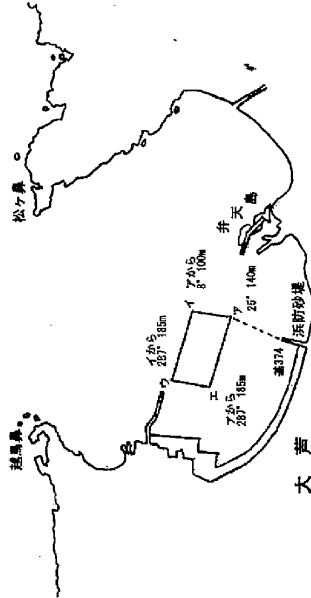 松ヶ鼻
越馬鼻
弁天島
イから
287° 185m
アから
8° 100m
イ
ウ
ア
エ
25° 140m
アから
287° 185m
基374
浜防砂堤
大芦